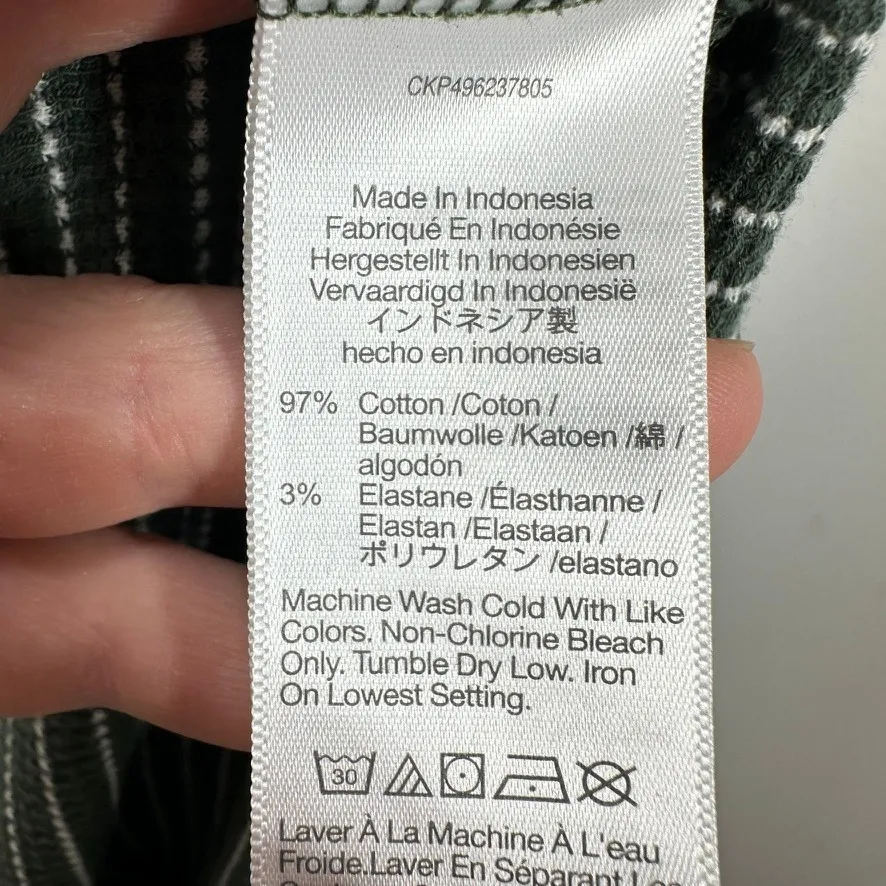 CKP496237805
Made In Indonesia
Fabriqué En Indonésie
Hergestellt In Indonesien
Vervaardigd In Indonesië
インドネシア製
hecho en indonesia
97% Cotton /Coton /
Baumwolle /Katoen /綿 /
algodón
3% Elastane /Élasthanne /
Elastan /Elastaan /
ポリウレタン /elastano
Machine Wash Cold With Like
Colors. Non-Chlorine Bleach
Only. Tumble Dry Low. Iron
On Lowest Setting.
30
Laver À La Machine À L'eau
Froide.Laver En Séparant